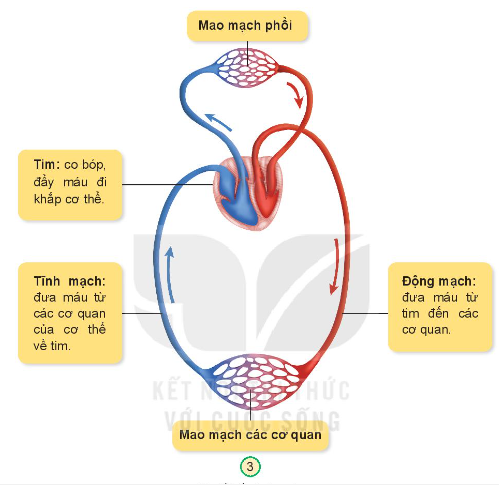 Mao mạch phổi
Tim: co bóp,
đẩy máu đi
khắp cơ thể.
Tĩnh mạch:
đưa máu từ
các cơ quan
của cơ thể
về tim.
Động mạch:
đưa máu từ
tim đến các
cơ quan.
KẾT NỐI TRI THỨC
VỚI CUỘC SỐNG
Mao mạch các cơ quan
3